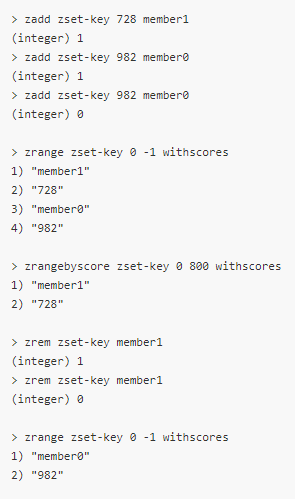 > zadd zset-key 728 member1
(integer) 1
> zadd zset-key 982 member0
(integer) 1
> zadd zset-key 982 member0
(integer) 0
> zrange zset-key 0 -1 withscores
1) "member1"
2) "728"
3) "member0"
4) "982"
> zrangebyscore zset-key 0 800 withscores
1) "member1"
2) "728"
> zrem zset-key member1
(integer) 1
> zrem zset-key member1
(integer) 0
> zrange zset-key 0 -1 withscores
1) "member0"
2) "982"